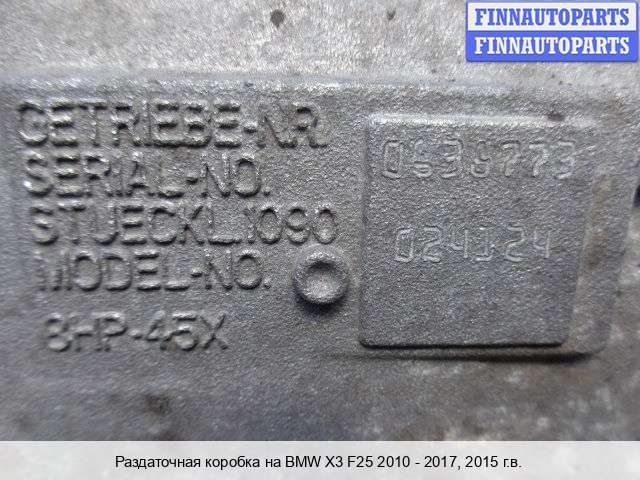 FINNAUTOPARTS
FINNAUTOPARTS
GETRIEBE-NR.
SERIAL-NO.
STUECKL.1090
MODEL-NO.
8HP-45X
0636773
024124
Раздаточная коробка на BMW X3 F25 2010 - 2017, 2015 г.в.